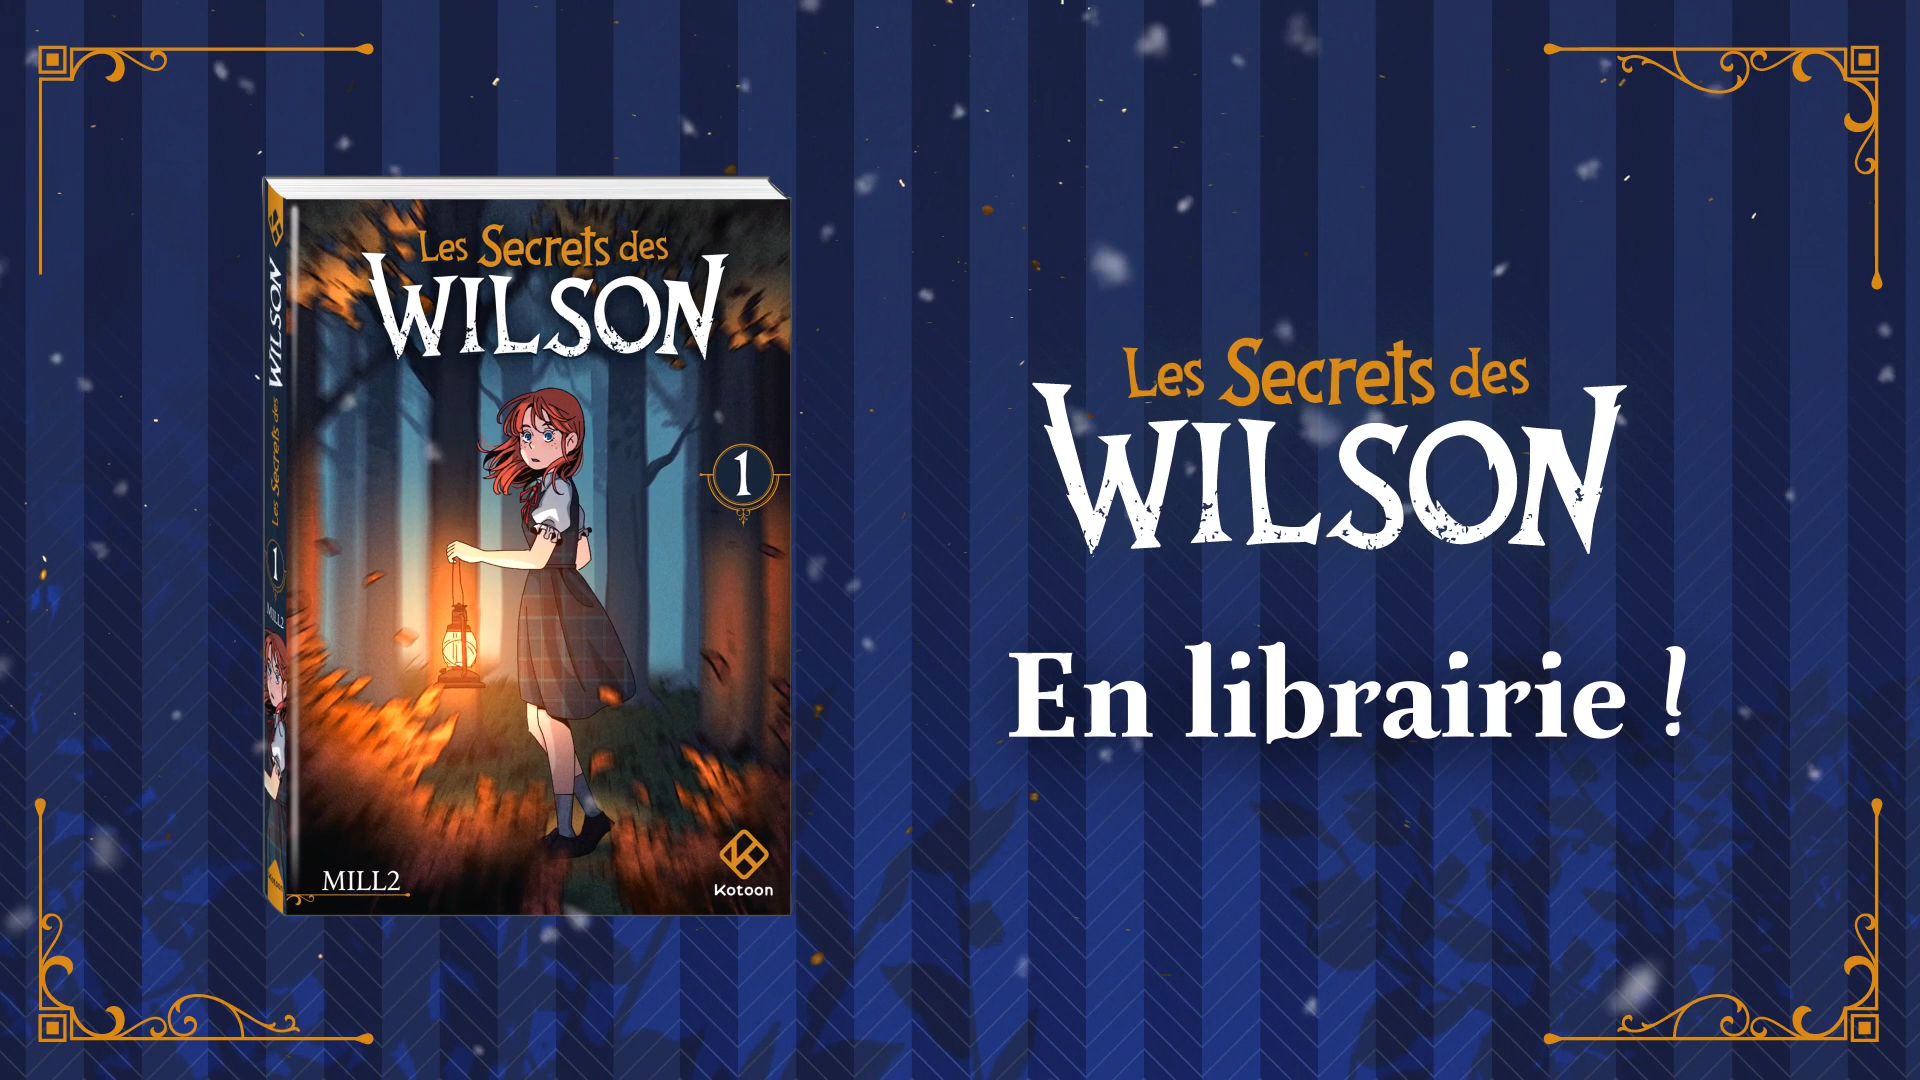 Les Secrets des
WILSON
1
MILL2
Kotoon
Les Secrets des WILSON
1
MILL2
Les Secrets des
WILSON
En librairie !